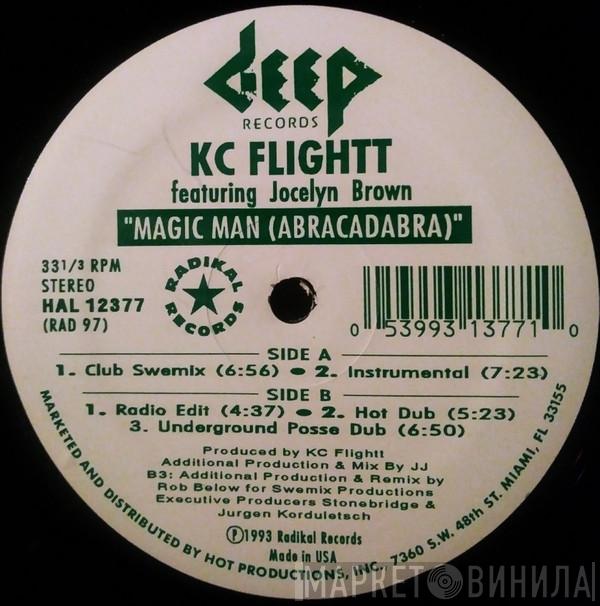 deep
RECORDS
KC FLIGHTT
featuring Jocelyn Brown
"MAGIC MAN (ABRACADABRA)"
33 1/3 RPM
STEREO
HAL 12377
(RAD 97)
RADIKAL
RECORDS
0 53993 13771 0
SIDE A
1. Club Swemix (6:56) ● 2. Instrumental (7:23)
SIDE B
1. Radio Edit (4:37) ● 2. Hot Dub (5:23)
3. Underground Posse Dub (6:50)
Produced by KC Flightt
Additional Production & Mix By JJ
B3: Additional Production & Remix by
Rob Below for Swemix Productions
Executive Producers Stonebridge &
Jurgen Korduletsch
Ⓟ1993 Radikal Records
Made in USA
MARKETED AND DISTRIBUTED BY HOT PRODUCTIONS, INC., 7360 S.W. 48th ST. MIAMI, FL 33155
МАРКЕТ ВИНИЛА